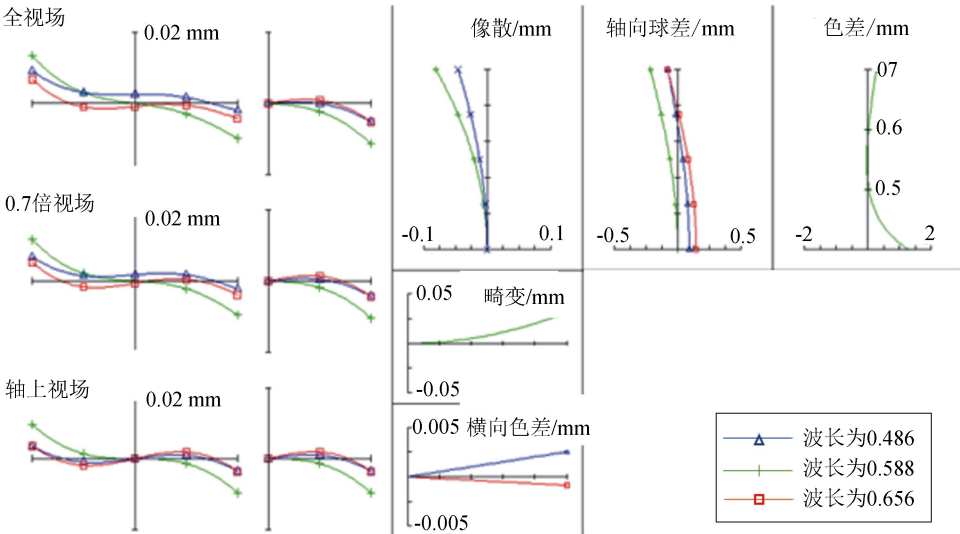 全视场
0.02 mm
0.7倍视场
0.02 mm
轴上视场
0.02 mm
像散/mm
-0.1
0.1
轴向球差/mm
-0.5
0.5
色差/mm
07
0.6
0.5
-2
2
0.05
畸变/mm
-0.05
0.005
横向色差/mm
-0.005
波长为0.486
波长为0.588
波长为0.656